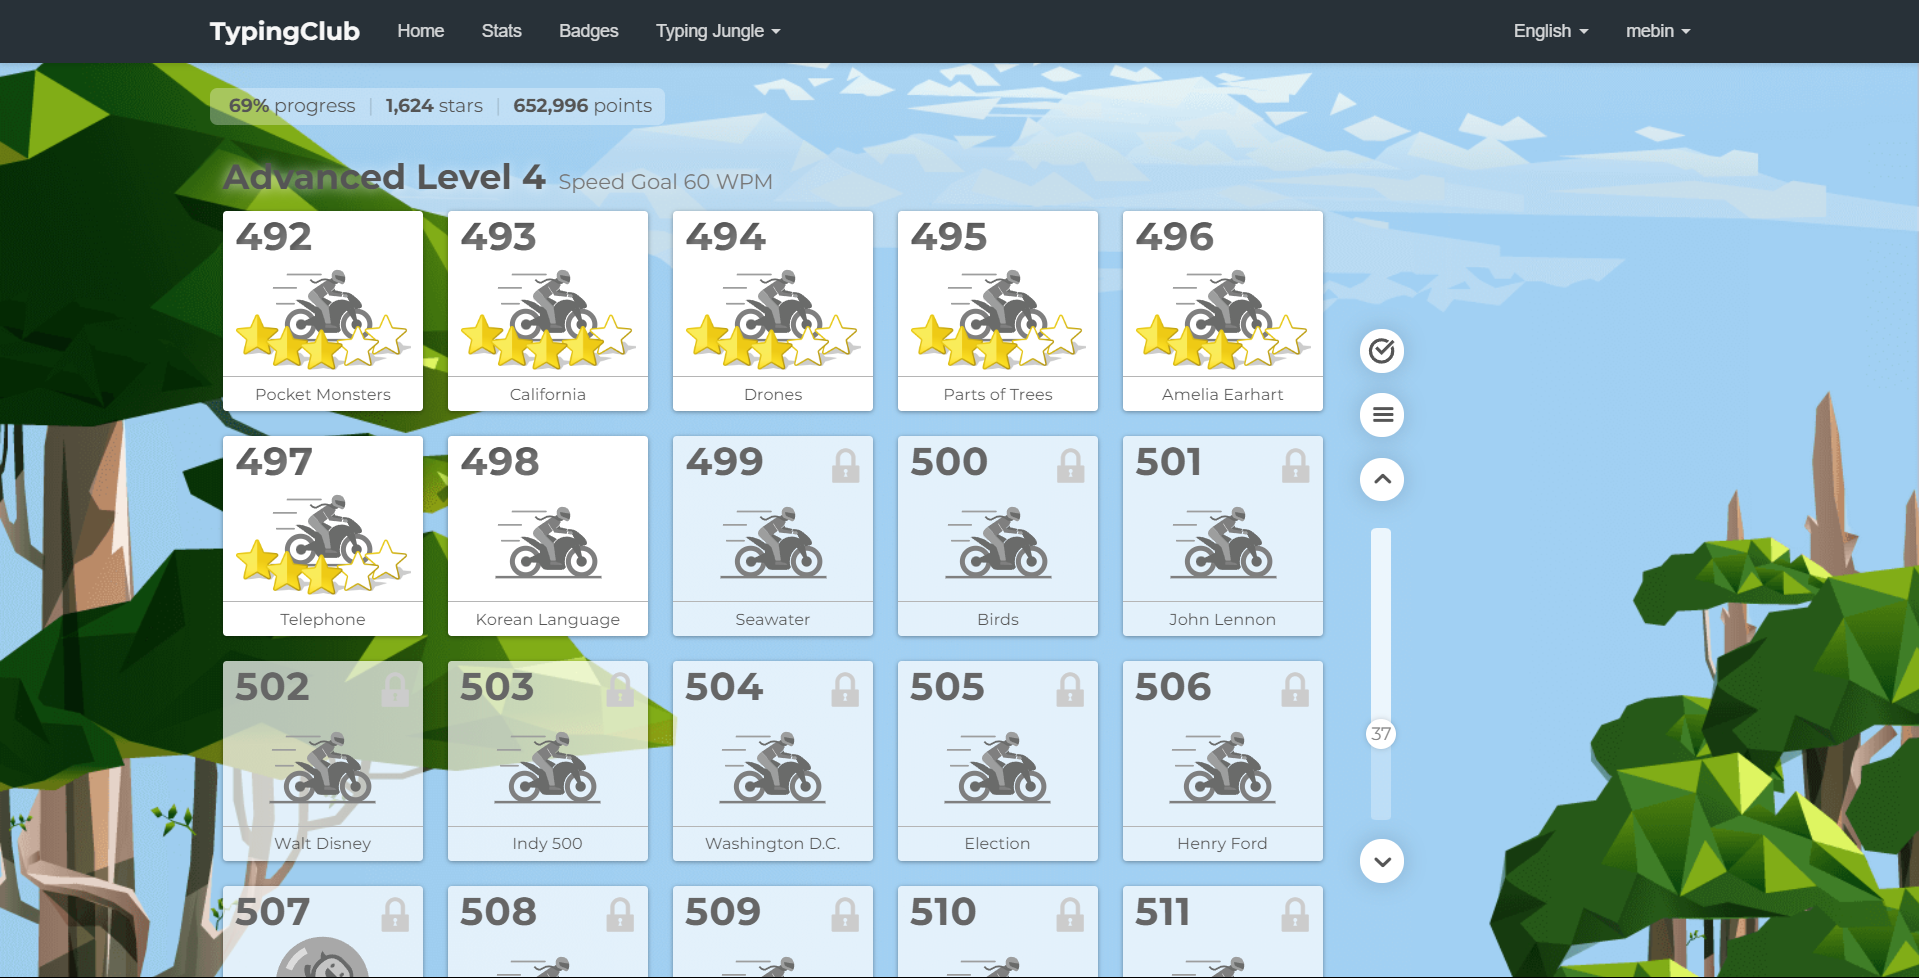 TypingClub Home Stats Badges Typing Jungle English mebin
69% progress | 1,624 stars | 652,996 points
Advanced Level 4 Speed Goal 60 WPM
492 493 494 495 496
Pocket Monsters California Drones Parts of Trees Amelia Earhart
497 498 499 500 501
Telephone Korean Language Seawater Birds John Lennon
502 503 504 505 506
37
Walt Disney Indy 500 Washington D.C. Election Henry Ford
507 508 509 510 511